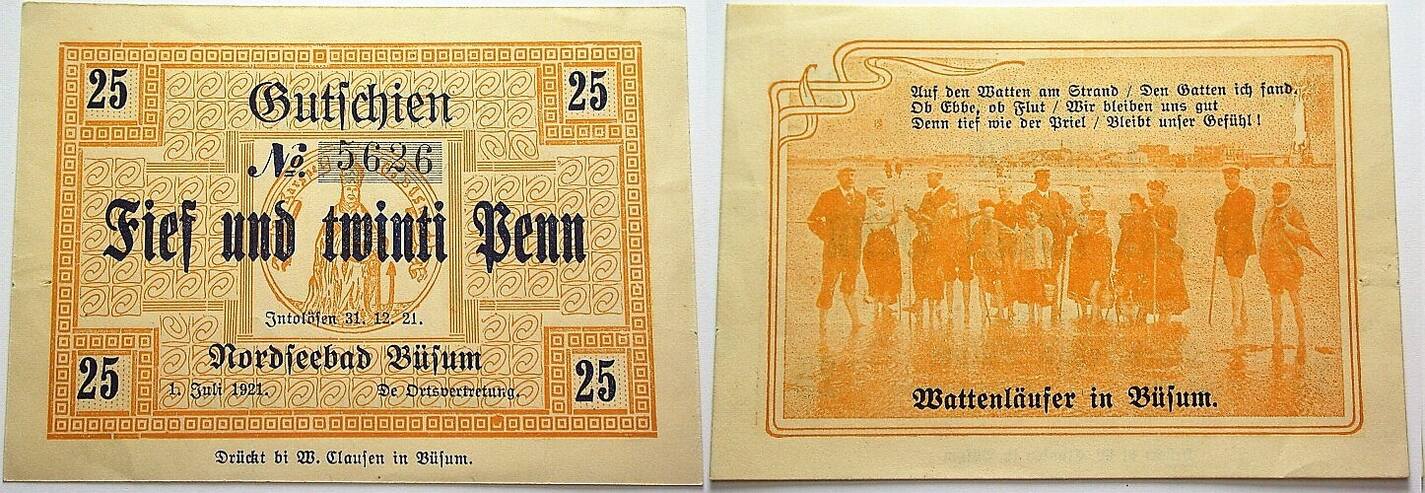 25
25
Gutschien
No. 5626
Fief und twinti Penn
Intolösen 31. 12. 21.
Nordseebad Büsum
25
1. Juli 1921.
De Ortsvertretung.
25
Drückt bi W. Clausen in Büsum.
Auf den Watten am Strand / Den Gatten ich fand.
Ob Ebbe, ob Flut / Wir bleiben uns gut
Denn tief wie der Priel / Bleibt unser Gefühl!
Wattenläufer in Büsum.